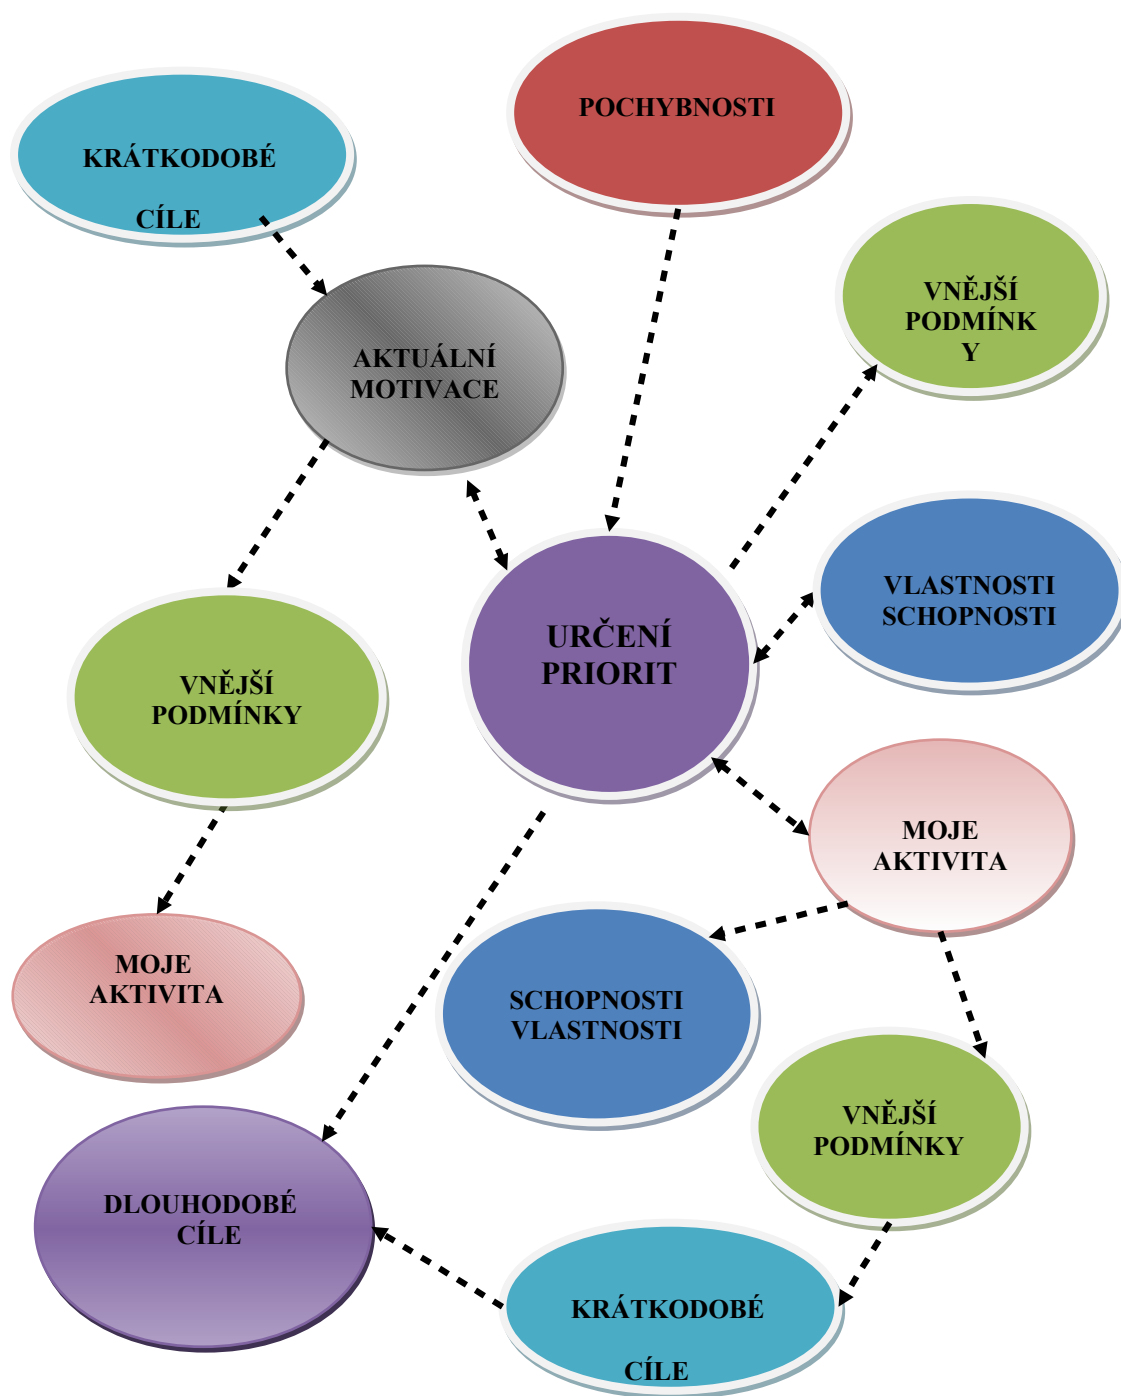 POCHYBNOSTI
KRÁTKODOBÉ
CÍLE
VNĚJŠÍ
PODMÍNK
Y
AKTUÁLNÍ
MOTIVACE
VLASTNOSTI
SCHOPNOSTI
URČENÍ
PRIORIT
VNĚJŠÍ
PODMÍNKY
MOJE
AKTIVITA
MOJE
AKTIVITA
SCHOPNOSTI
VLASTNOSTI
VNĚJŠÍ
PODMÍNKY
DLOUHODOBÉ
CÍLE
KRÁTKODOBÉ
CÍLE